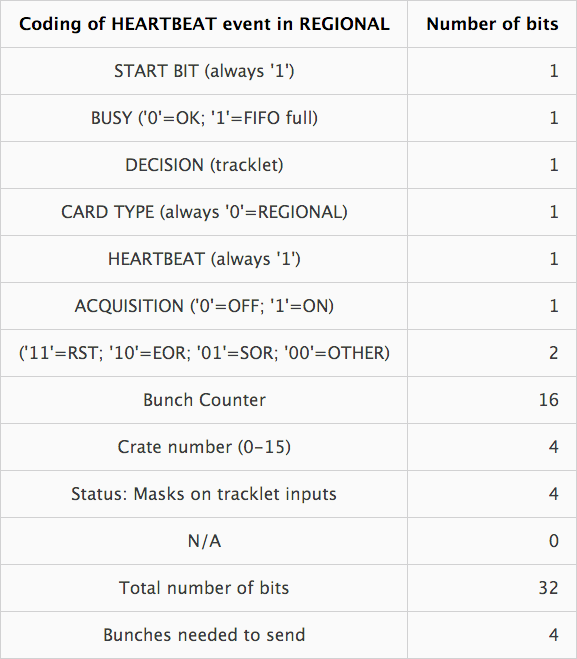 Coding of HEARTBEAT event in REGIONAL Number of bits
START BIT (always '1') 1
BUSY ('0'=OK; '1'=FIFO full) 1
DECISION (tracklet) 1
CARD TYPE (always '0'=REGIONAL) 1
HEARTBEAT (always '1') 1
ACQUISITION ('0'=OFF; '1'=ON) 1
('11'=RST; '10'=EOR; '01'=SOR; '00'=OTHER) 2
Bunch Counter 16
Crate number (0-15) 4
Status: Masks on tracklet inputs 4
N/A 0
Total number of bits 32
Bunches needed to send 4